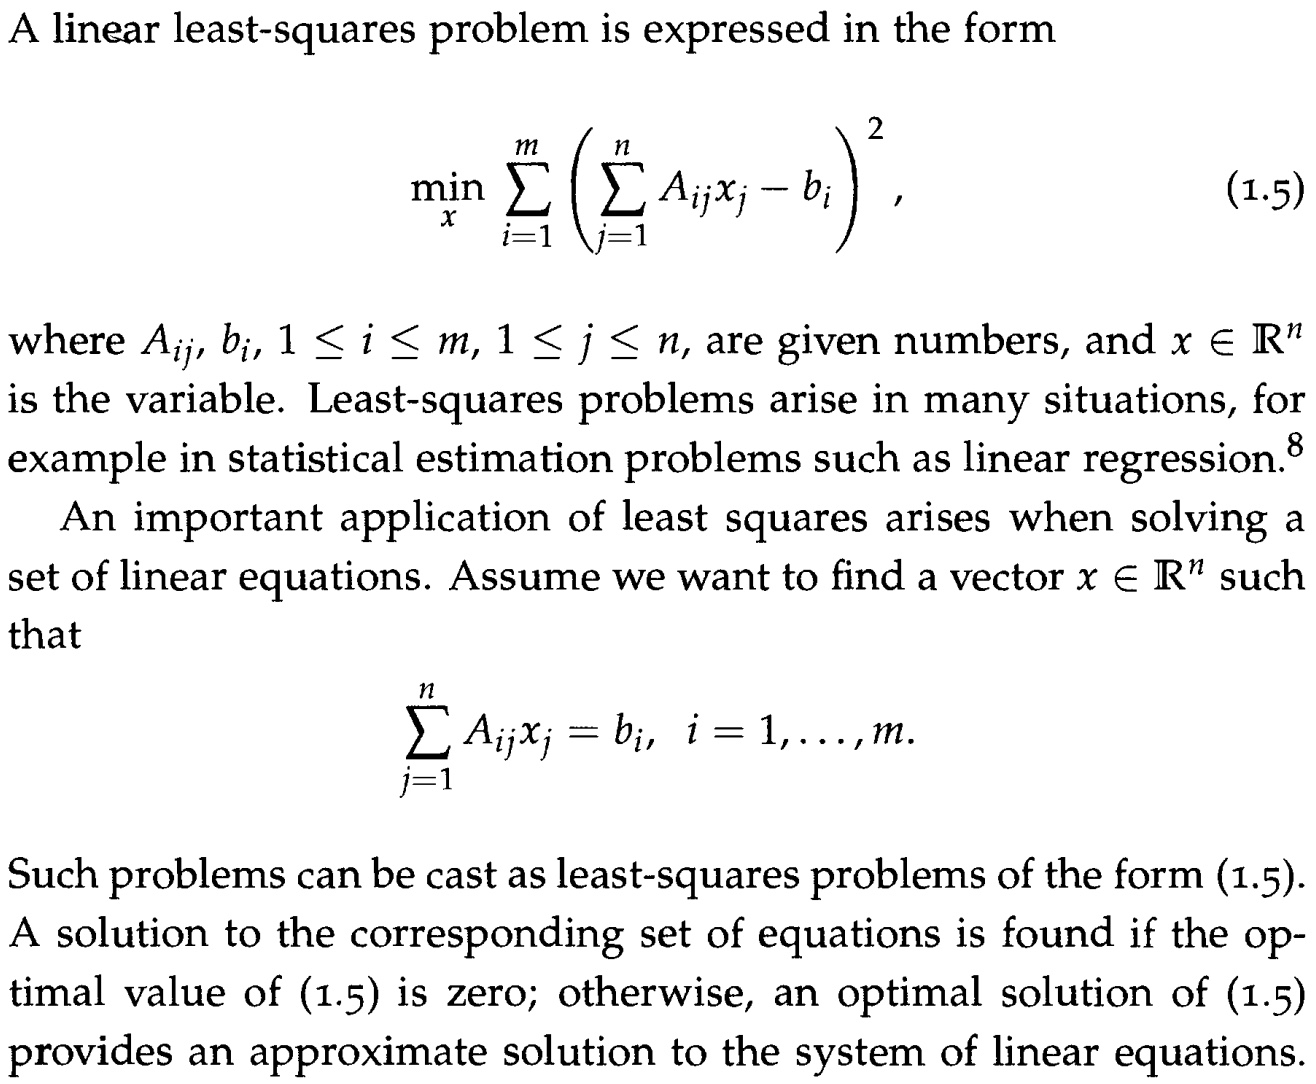 A linear least-squares problem is expressed in the form
$$\min_{x} \sum_{i=1}^{m} \left( \sum_{j=1}^{n} A_{ij} x_j - b_i \right)^2, \quad (1.5)$$
where $A_{ij}$, $b_i$, $1 \leq i \leq m$, $1 \leq j \leq n$, are given numbers, and $x \in \mathbb{R}^n$
is the variable. Least-squares problems arise in many situations, for
example in statistical estimation problems such as linear regression.$^8$
An important application of least squares arises when solving a
set of linear equations. Assume we want to find a vector $x \in \mathbb{R}^n$ such
that
$$\sum_{j=1}^{n} A_{ij} x_j = b_i, \quad i = 1, \ldots, m.$$
Such problems can be cast as least-squares problems of the form (1.5).
A solution to the corresponding set of equations is found if the op-
timal value of (1.5) is zero; otherwise, an optimal solution of (1.5)
provides an approximate solution to the system of linear equations.